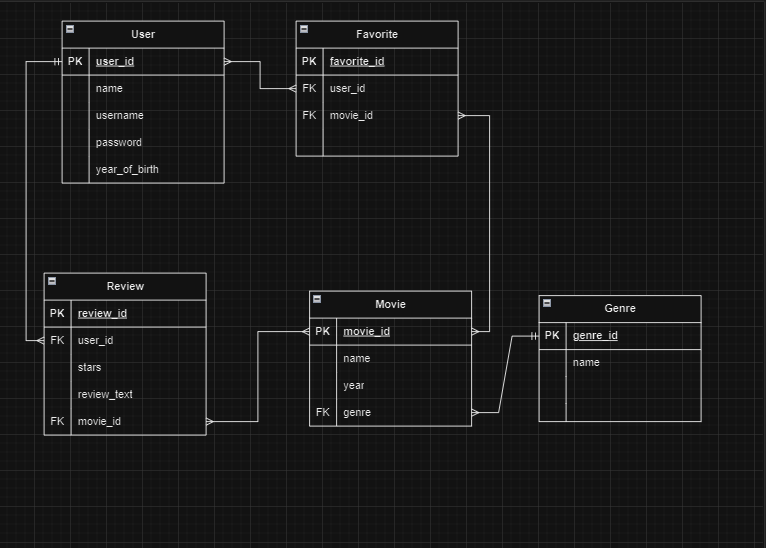 User
PK user_id
name
username
password
year_of_birth
Favorite
PK favorite_id
FK user_id
FK movie_id
Review
PK review_id
FK user_id
stars
review_text
FK movie_id
Movie
PK movie_id
name
year
FK genre
Genre
PK genre_id
name